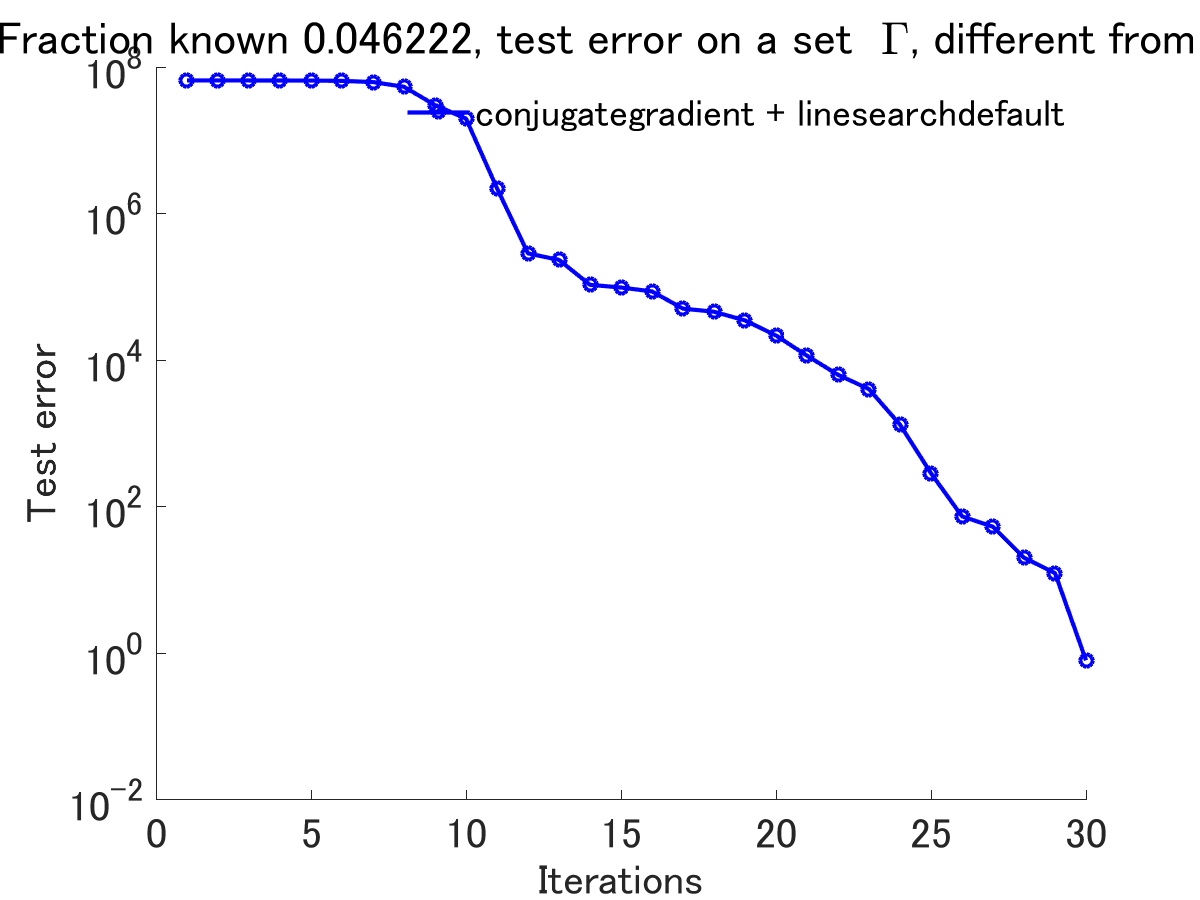 Fraction known 0.046222, test error on a set Γ, different from
10^8
conjugategradient + linesearchdefault
10^6
10^4
10^2
10^0
10^-2
Test error
0 5 10 15 20 25 30
Iterations